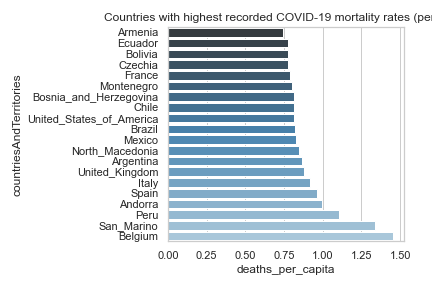 Countries with highest recorded COVID-19 mortality rates (per
Armenia
Ecuador
Bolivia
Czechia
France
Montenegro
Bosnia_and_Herzegovina
Chile
United_States_of_America
Brazil
Mexico
North_Macedonia
Argentina
United_Kingdom
Italy
Spain
Andorra
Peru
San_Marino
Belgium
countriesAndTerritories
0.00 0.25 0.50 0.75 1.00 1.25 1.50
deaths_per_capita